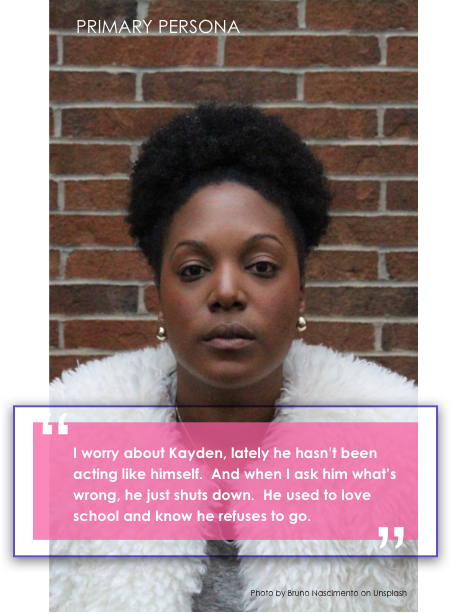 PRIMARY PERSONA
“
I worry about Kayden, lately he hasn't been
acting like himself.  And when I ask him what's
wrong, he just shuts down.  He used to love
school and know he refuses to go.
”
Photo by Bruno Nascimento on Unsplash